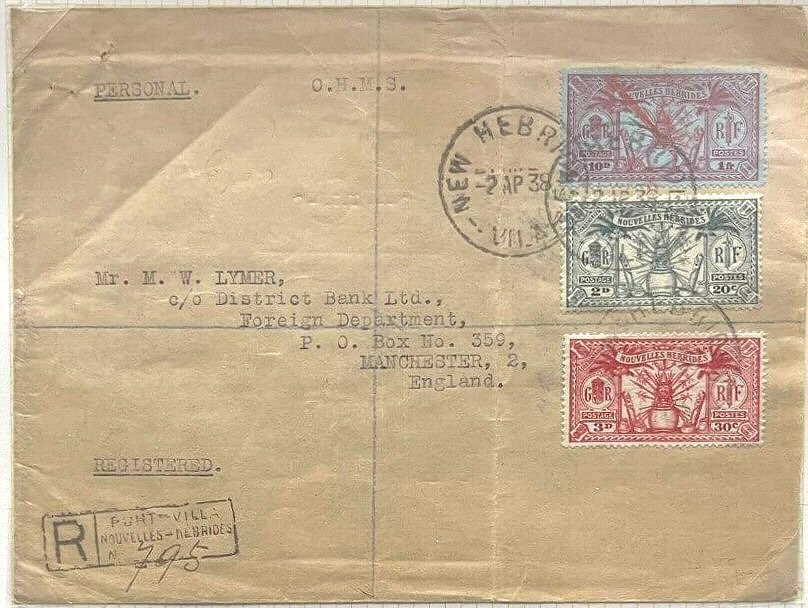 PERSONAL.
O.H.M.S.
NOUVELLES HEBRIDES
G R
R F
POSTAGE
POSTES
10D
1fr
NEW HEBRI
-2 AP 38
VILA
NOUVELLES HEBRIDES
G R
R F
POSTAGE
POSTES
2D
20c
Mr. M. W. LYMER,
c/o District Bank Ltd.,
Foreign Department,
P. O. Box No. 359,
MANCHESTER, 2,
England.
NOUVELLES HEBRIDES
G R
R F
POSTAGE
POSTES
3D
30c
REGISTERED.
R
PORT-VILLA
NOUVELLES-HEBRIDES
N° 795